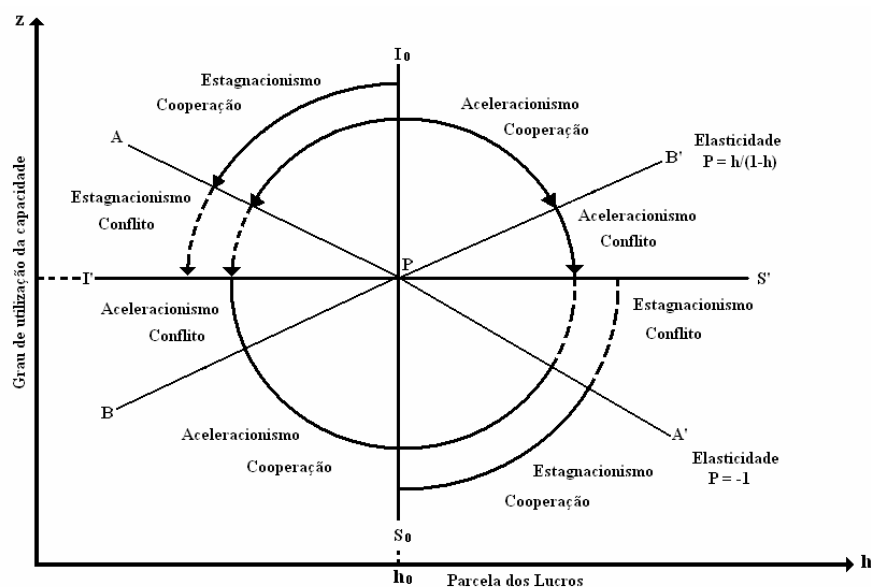 z
I₀
Estagnacionismo
Cooperação
Aceleracionismo
Cooperação
A
Elasticidade
P = h/(1-h)
B'
Estagnacionismo
Conflito
Aceleracionismo
Conflito
Grau de utilização da capacidade
P
I'
S'
Aceleracionismo
Conflito
Estagnacionismo
Conflito
B
Aceleracionismo
Cooperação
A'
Elasticidade
P = -1
Estagnacionismo
Cooperação
S₀
h
h₀
Parcela dos Lucros